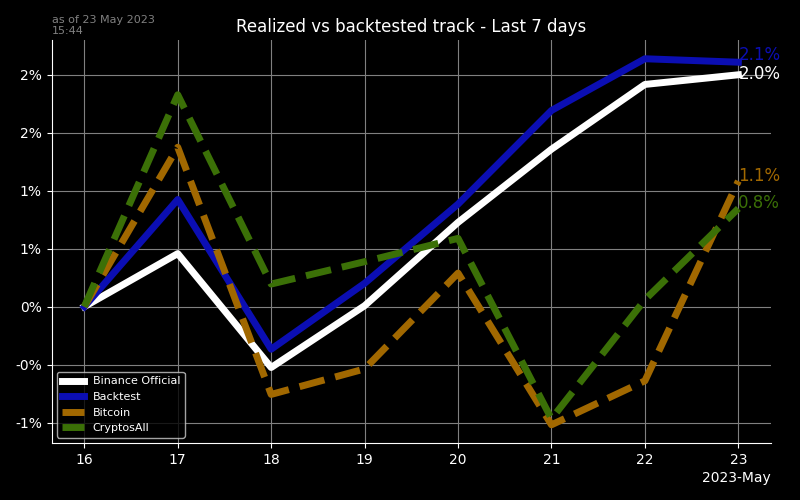 as of 23 May 2023
15:44
Realized vs backtested track - Last 7 days
2%
2%
1%
1%
0%
-0%
-1%
2.1%
2.0%
1.1%
0.8%
Binance Official
Backtest
Bitcoin
CryptosAll
16 17 18 19 20 21 22 23
2023-May